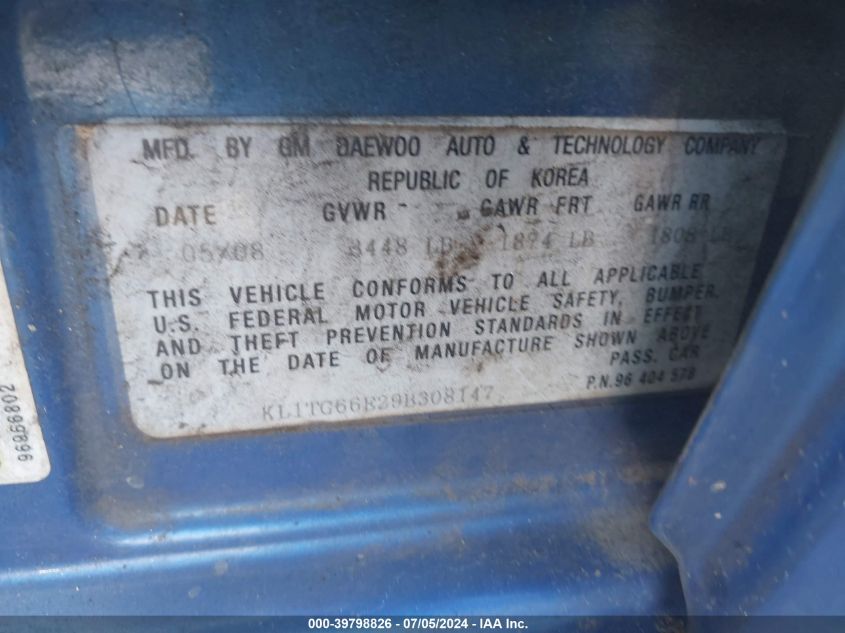 MFD. BY GM DAEWOO AUTO & TECHNOLOGY COMPANY
REPUBLIC OF KOREA
DATE GVWR GAWR FRT GAWR RR
05/08 3448 LB 1874 LB 1808 LB
THIS VEHICLE CONFORMS TO ALL APPLICABLE
U.S. FEDERAL MOTOR VEHICLE SAFETY, BUMPER,
AND THEFT PREVENTION STANDARDS IN EFFECT
ON THE DATE OF MANUFACTURE SHOWN ABOVE
PASS. CAR
P.N.96 404 578
KL1TG66E29B308147
96966802
000-39798826 - 07/05/2024 - IAA Inc.